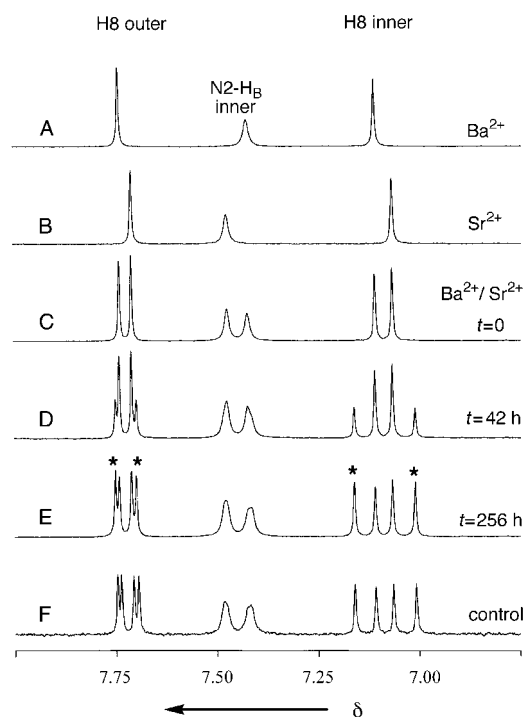 H8 outer
H8 inner
N2-HB
inner
A
Ba²⁺
B
Sr²⁺
C
Ba²⁺/ Sr²⁺
t=0
D
t=42 h
* * * *
E
t=256 h
F
control
7.75 7.50 7.25 7.00
δ